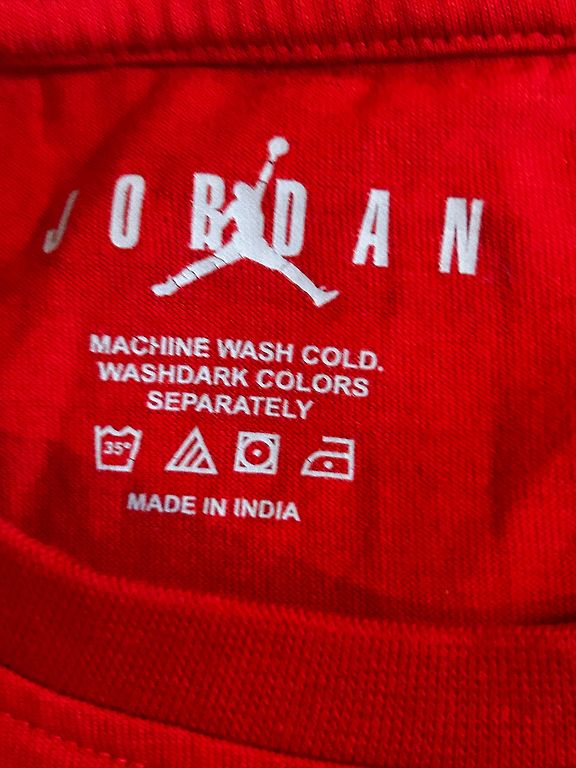 JORDAN
MACHINE WASH COLD.
WASHDARK COLORS
SEPARATELY
35°
MADE IN INDIA